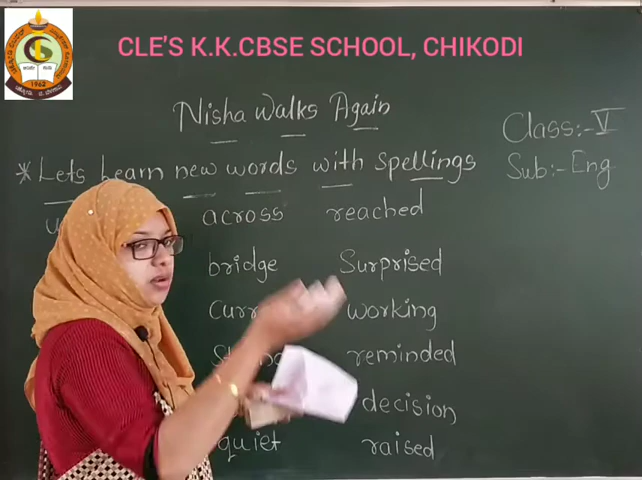 CLE'S K.K.CBSE SCHOOL, CHIKODI
1962
Nisha Walks Again
Class:- V
* Lets Learn new words with spellings
Sub:- Eng
across reached
bridge Surprised
working
reminded
decision
quiet raised